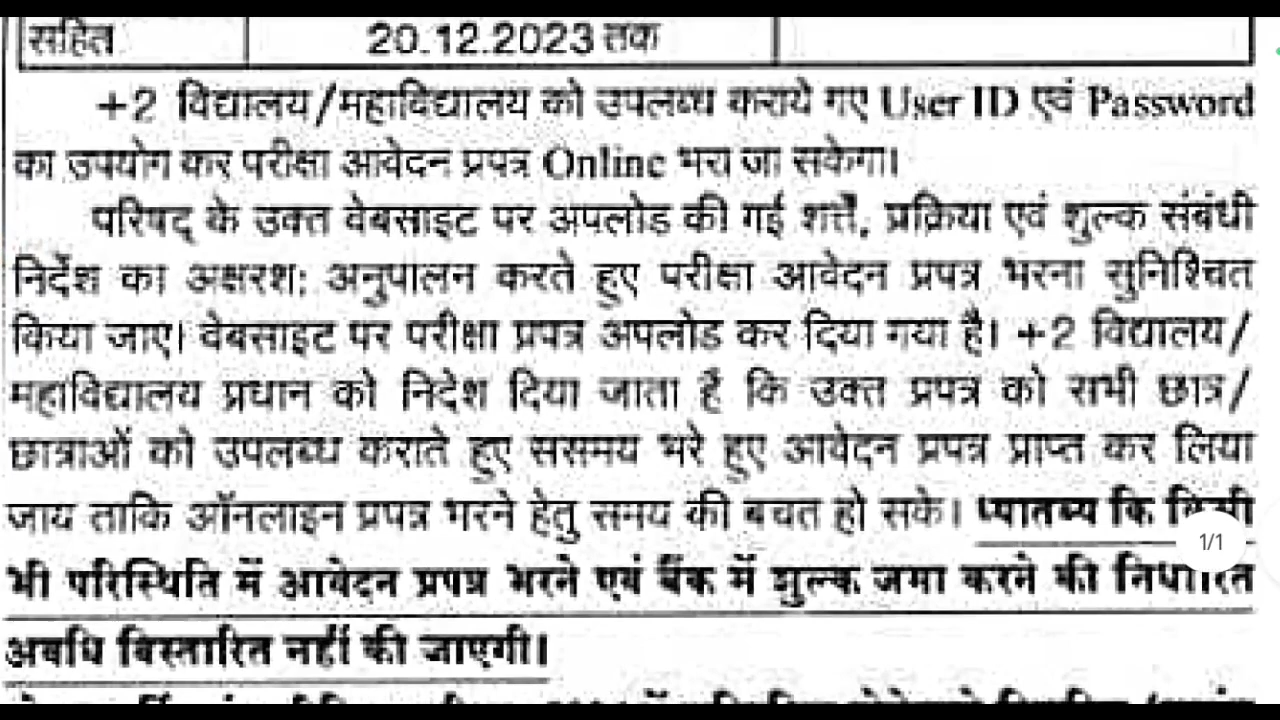 सहित 20.12.2023 तक
+2 विद्यालय/महाविद्यालय को उपलब्ध कराये गए User ID एवं Password
का उपयोग कर परीक्षा आवेदन प्रपत्र Online भरा जा सकेगा।
परिषद् के उक्त वेबसाइट पर अपलोड की गई शर्त्तें, प्रक्रिया एवं शुल्क संबंधी
निर्देश का अक्षरश: अनुपालन करते हुए परीक्षा आवेदन प्रपत्र भरना सुनिश्चित
किया जाए। वेबसाइट पर परीक्षा प्रपत्र अपलोड कर दिया गया है। +2 विद्यालय/
महाविद्यालय प्रधान को निदेश दिया जाता है कि उक्त प्रपत्र को सभी छात्र/
छात्राओं को उपलब्ध कराते हुए ससमय भरे हुए आवेदन प्रपत्र प्राप्त कर लिया
जाय ताकि ऑनलाइन प्रपत्र भरने हेतु समय की बचत हो सके। ध्यातव्य कि किसी
1/1
भी परिस्थिति में आवेदन प्रपत्र भरने एवं बैंक में शुल्क जमा करने की निर्धारित
अवधि विस्तारित नहीं की जाएगी।